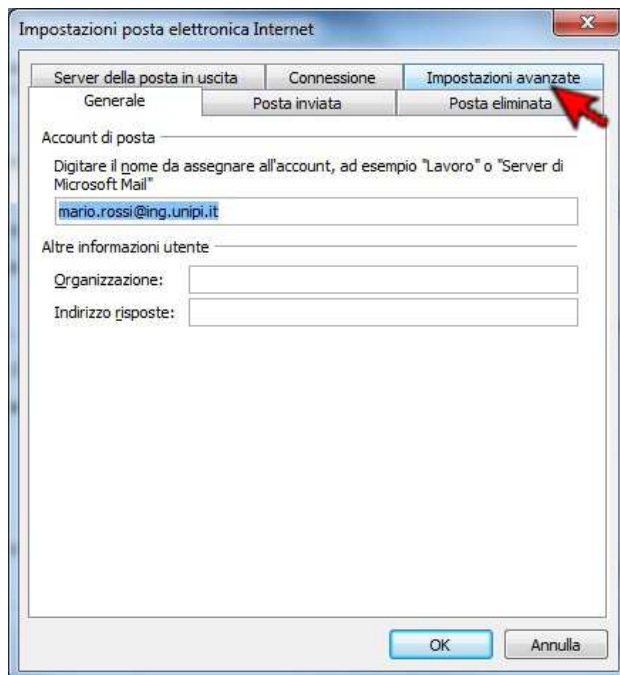 Impostazioni posta elettronica Internet
Server della posta in uscita
Connessione
Impostazioni avanzate
Generale
Posta inviata
Posta eliminata
Account di posta
Digitare il nome da assegnare all'account, ad esempio "Lavoro" o "Server di
Microsoft Mail"
mario.rossi@ing.unipi.it
Altre informazioni utente
Organizzazione:
Indirizzo risposte:
OK
Annulla